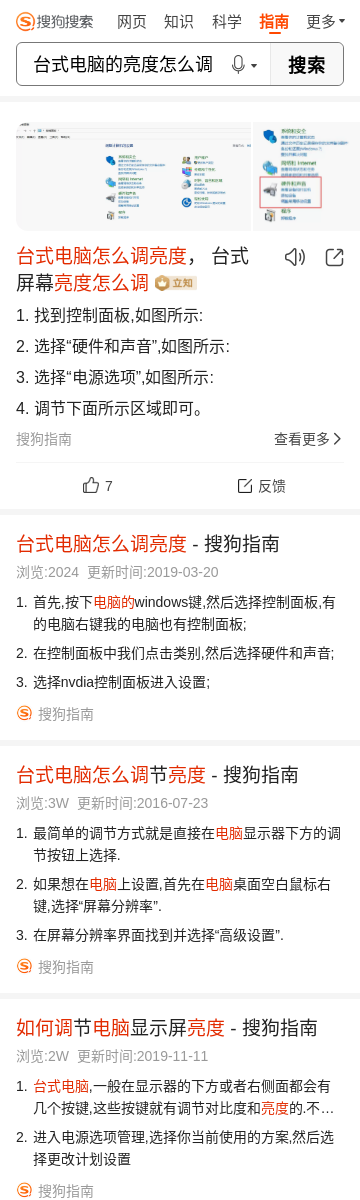 搜狗搜索 网页 知识 科学 指南 更多
台式电脑的亮度怎么调 搜索
系统和安全
硬件和声音
程序
台式电脑怎么调亮度， 台式
屏幕亮度怎么调 立知
1. 找到控制面板,如图所示:
2. 选择“硬件和声音”,如图所示:
3. 选择“电源选项”,如图所示:
4. 调节下面所示区域即可。
搜狗指南 查看更多
7 反馈
台式电脑怎么调亮度 - 搜狗指南
浏览:2024 更新时间:2019-03-20
1. 首先,按下电脑的windows键,然后选择控制面板,有
的电脑右键我的电脑也有控制面板;
2. 在控制面板中我们点击类别,然后选择硬件和声音;
3. 选择nvdia控制面板进入设置;
搜狗指南
台式电脑怎么调节亮度 - 搜狗指南
浏览:3W 更新时间:2016-07-23
1. 最简单的调节方式就是直接在电脑显示器下方的调
节按钮上选择.
2. 如果想在电脑上设置,首先在电脑桌面空白鼠标右
键,选择“屏幕分辨率”.
3. 在屏幕分辨率界面找到并选择“高级设置”.
搜狗指南
如何调节电脑显示屏亮度 - 搜狗指南
浏览:2W 更新时间:2019-11-11
1. 台式电脑,一般在显示器的下方或者右侧面都会有
几个按键,这些按键就有调节对比度和亮度的.不…
2. 进入电源选项管理,选择你当前使用的方案,然后选
择更改计划设置
搜狗指南